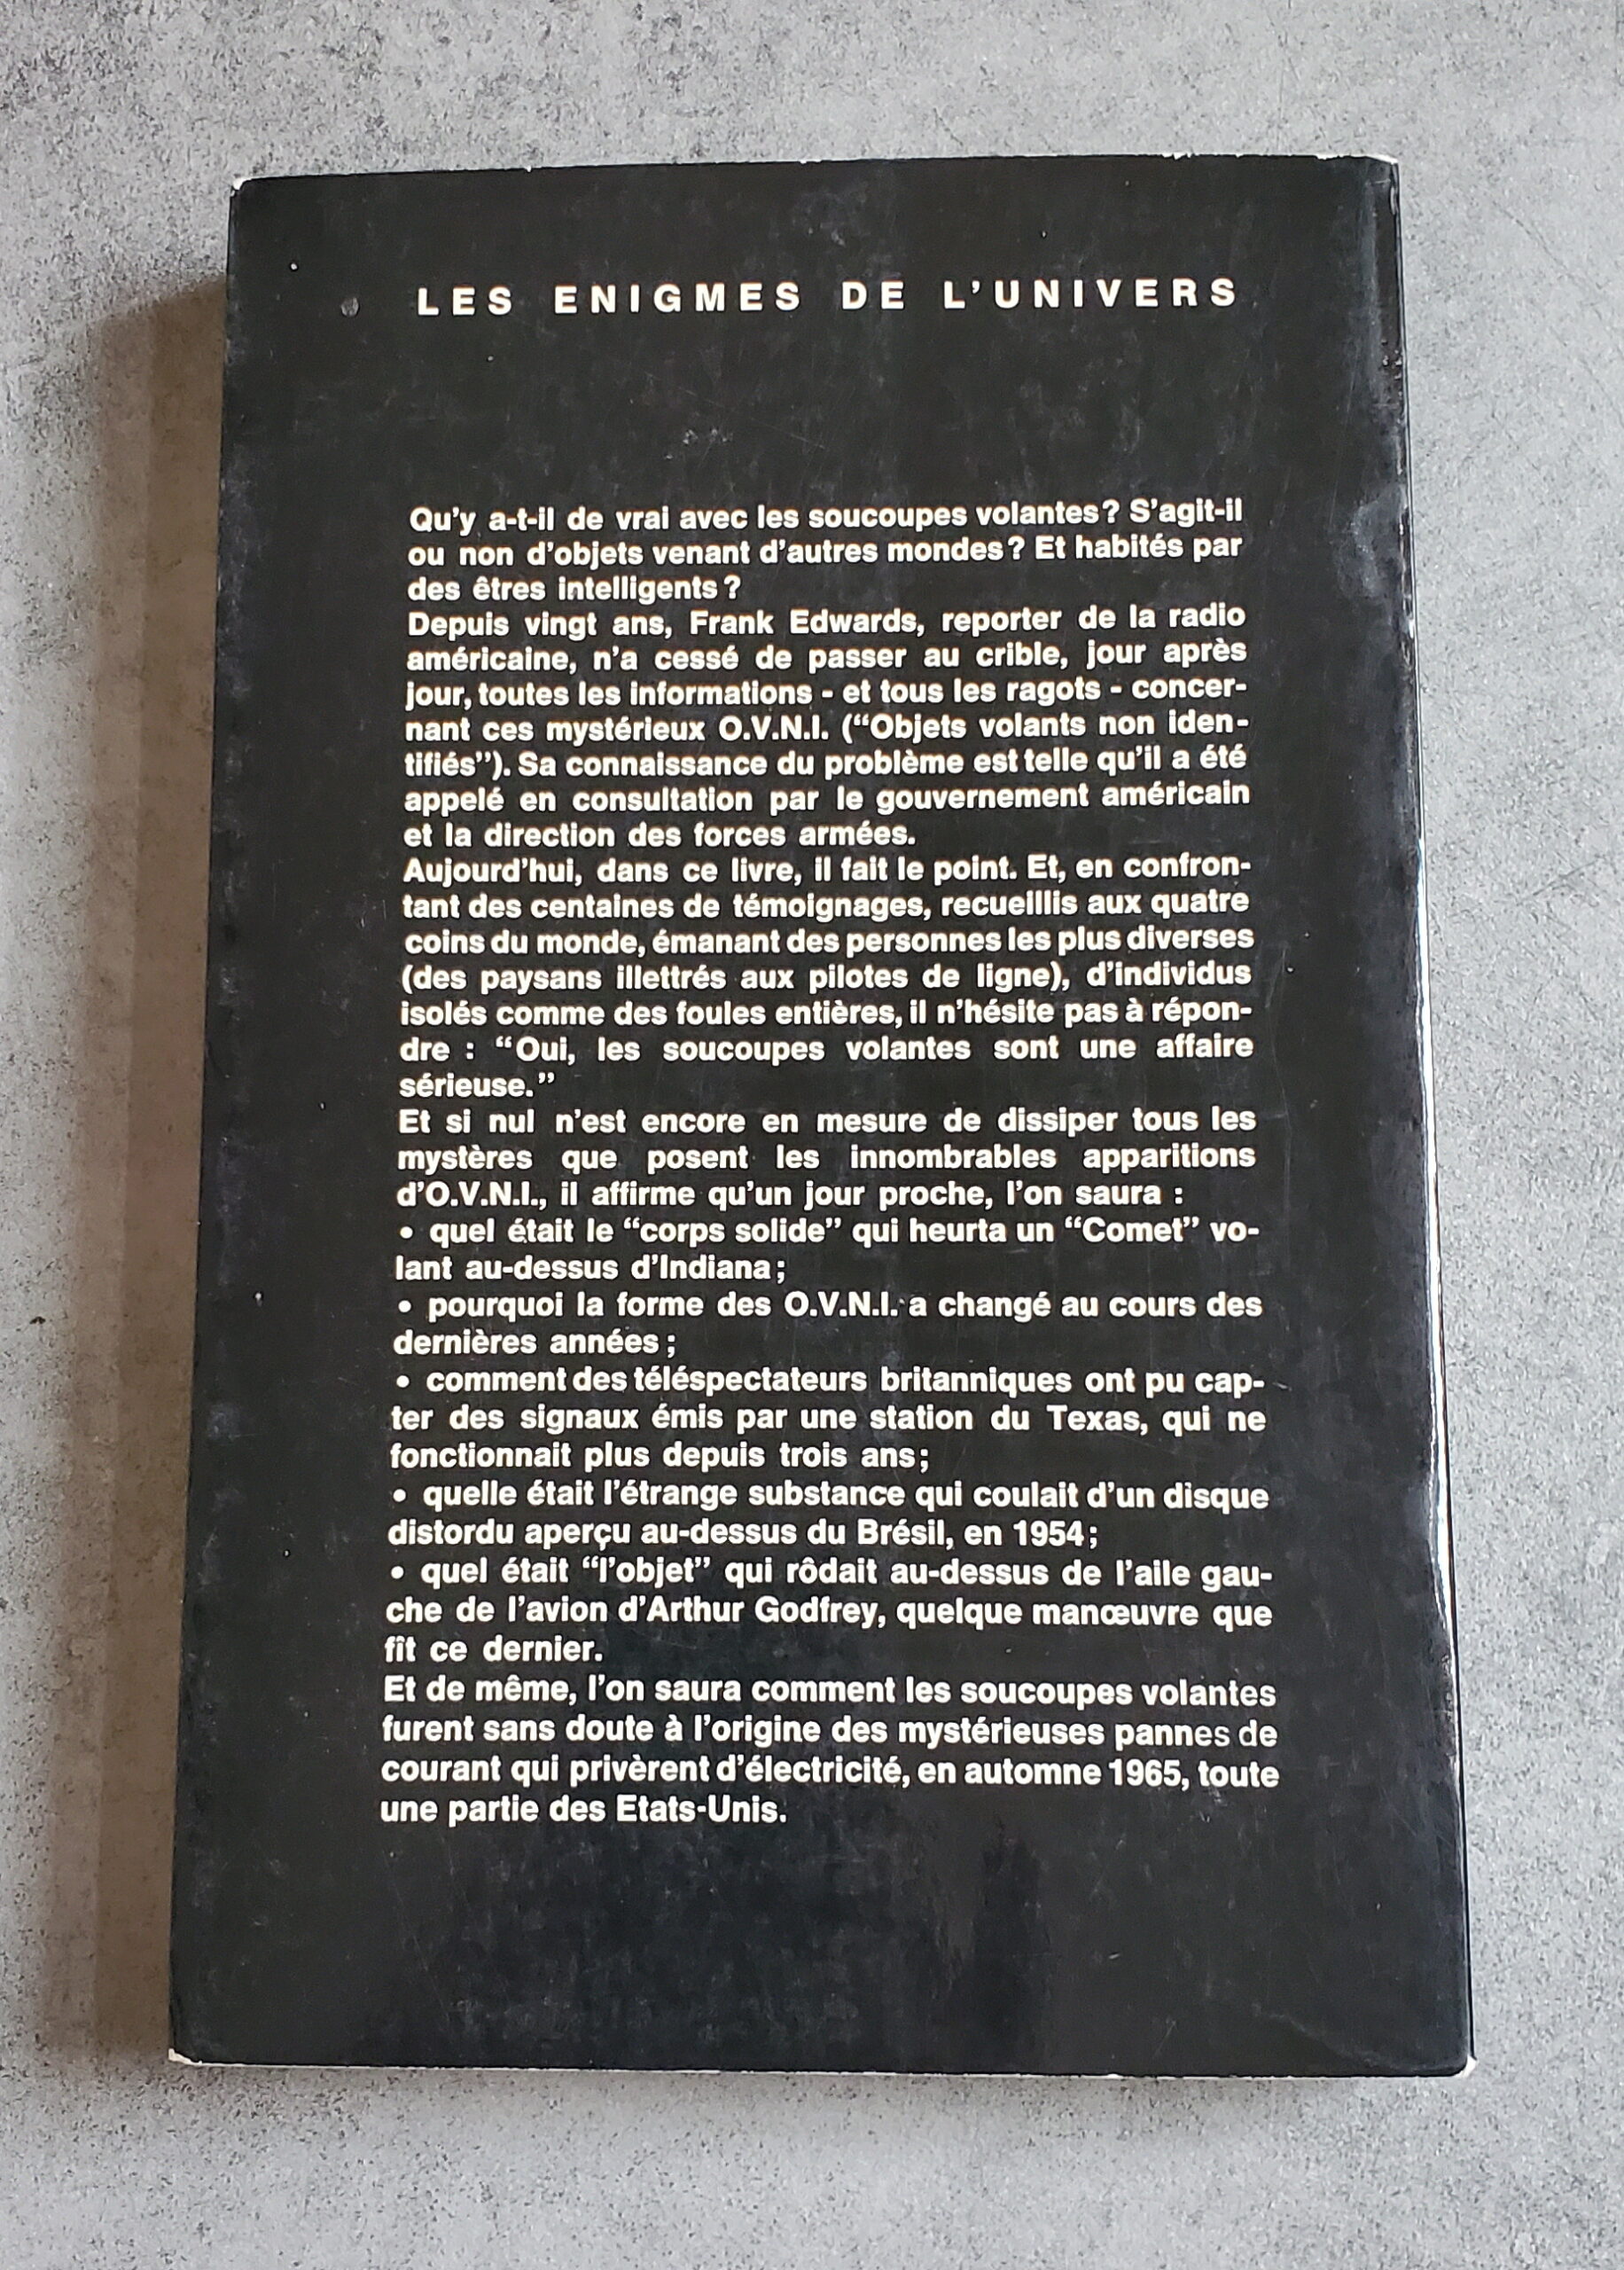 LES ENIGMES DE L'UNIVERS
Qu'y a-t-il de vrai avec les soucoupes volantes? S'agit-il
ou non d'objets venant d'autres mondes? Et habités par
des êtres intelligents?
Depuis vingt ans, Frank Edwards, reporter de la radio
américaine, n'a cessé de passer au crible, jour après
jour, toutes les informations - et tous les ragots - concer-
nant ces mystérieux O.V.N.I. (“Objets volants non iden-
tifiés”). Sa connaissance du problème est telle qu'il a été
appelé en consultation par le gouvernement américain
et la direction des forces armées.
Aujourd'hui, dans ce livre, il fait le point. Et, en confron-
tant des centaines de témoignages, recueillis aux quatre
coins du monde, émanant des personnes les plus diverses
(des paysans illettrés aux pilotes de ligne), d'individus
isolés comme des foules entières, il n'hésite pas à répon-
dre : “Oui, les soucoupes volantes sont une affaire
sérieuse.”
Et si nul n'est encore en mesure de dissiper tous les
mystères que posent les innombrables apparitions
d'O.V.N.I., il affirme qu'un jour proche, l'on saura :
• quel était le “corps solide” qui heurta un “Comet” vo-
lant au-dessus d'Indiana;
• pourquoi la forme des O.V.N.I. a changé au cours des
dernières années;
• comment des téléspectateurs britanniques ont pu cap-
ter des signaux émis par une station du Texas, qui ne
fonctionnait plus depuis trois ans;
• quelle était l'étrange substance qui coulait d'un disque
distordu aperçu au-dessus du Brésil, en 1954;
• quel était “l'objet” qui rôdait au-dessus de l'aile gau-
che de l'avion d'Arthur Godfrey, quelque manœuvre que
fît ce dernier.
Et de même, l'on saura comment les soucoupes volantes
furent sans doute à l'origine des mystérieuses pannes de
courant qui privèrent d'électricité, en automne 1965, toute
une partie des Etats-Unis.